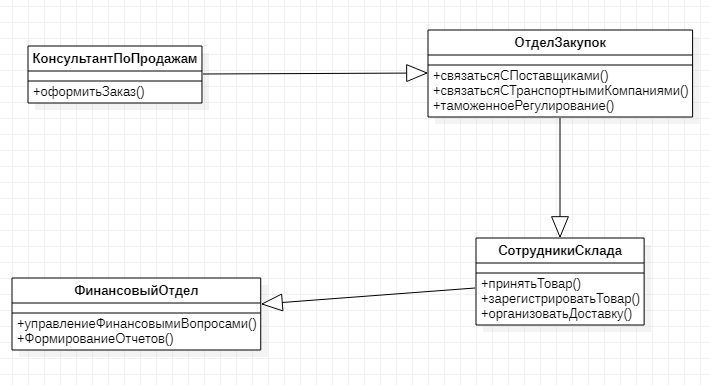 КонсультантПоПродажам
+оформитьЗаказ()
ОтделЗакупок
+связатьсяСПоставщиками()
+связатьсяСТранспортнымиКомпаниями()
+таможенноеРегулирование()
СотрудникиСклада
+принятьТовар()
+зарегистрироватьТовар()
+организоватьДоставку()
ФинансовыйОтдел
+управлениеФинансовымиВопросами()
+ФормированиеОтчетов()